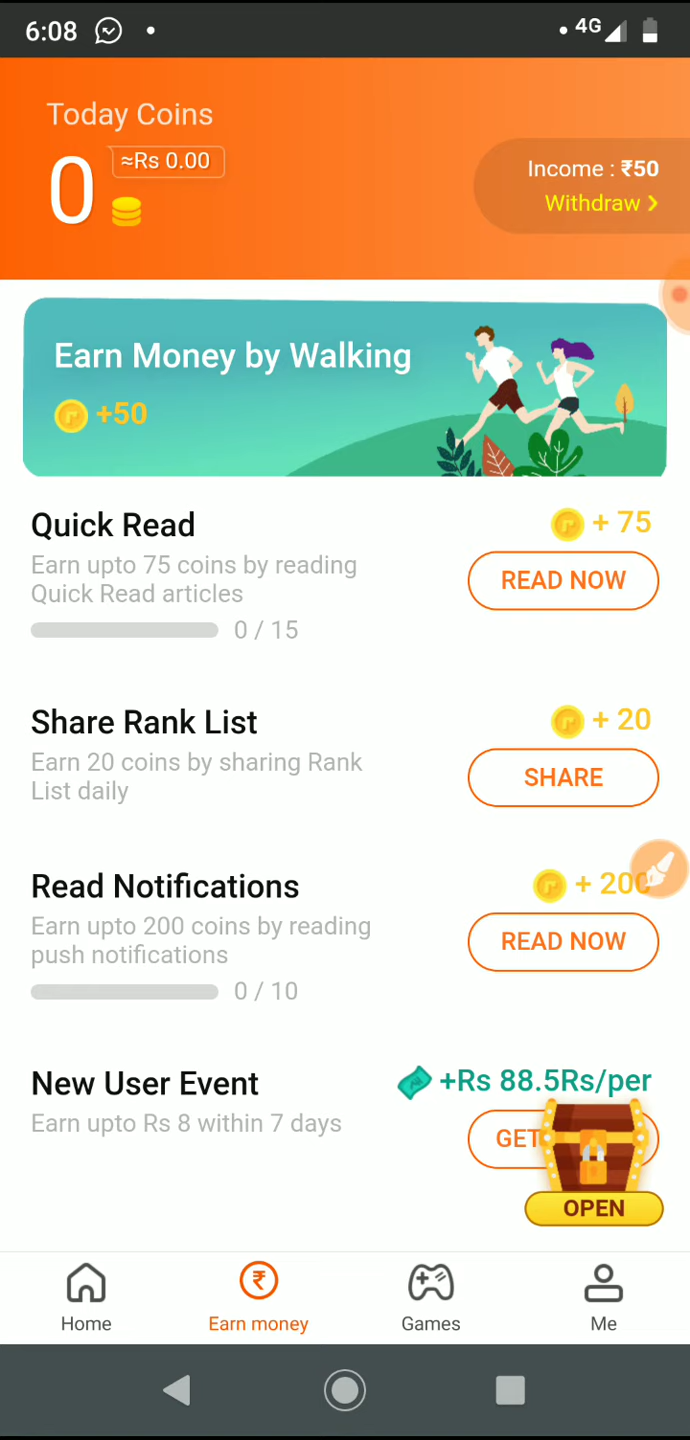 6:08
4G
Today Coins
0
≈Rs 0.00
Income : ₹50
Withdraw
Earn Money by Walking
+50
Quick Read
+ 75
Earn upto 75 coins by reading
Quick Read articles
READ NOW
0 / 15
Share Rank List
+ 20
Earn 20 coins by sharing Rank
List daily
SHARE
Read Notifications
+ 200
Earn upto 200 coins by reading
push notifications
READ NOW
0 / 10
New User Event
+Rs 88.5Rs/per
Earn upto Rs 8 within 7 days
GET
OPEN
Home
Earn money
Games
Me